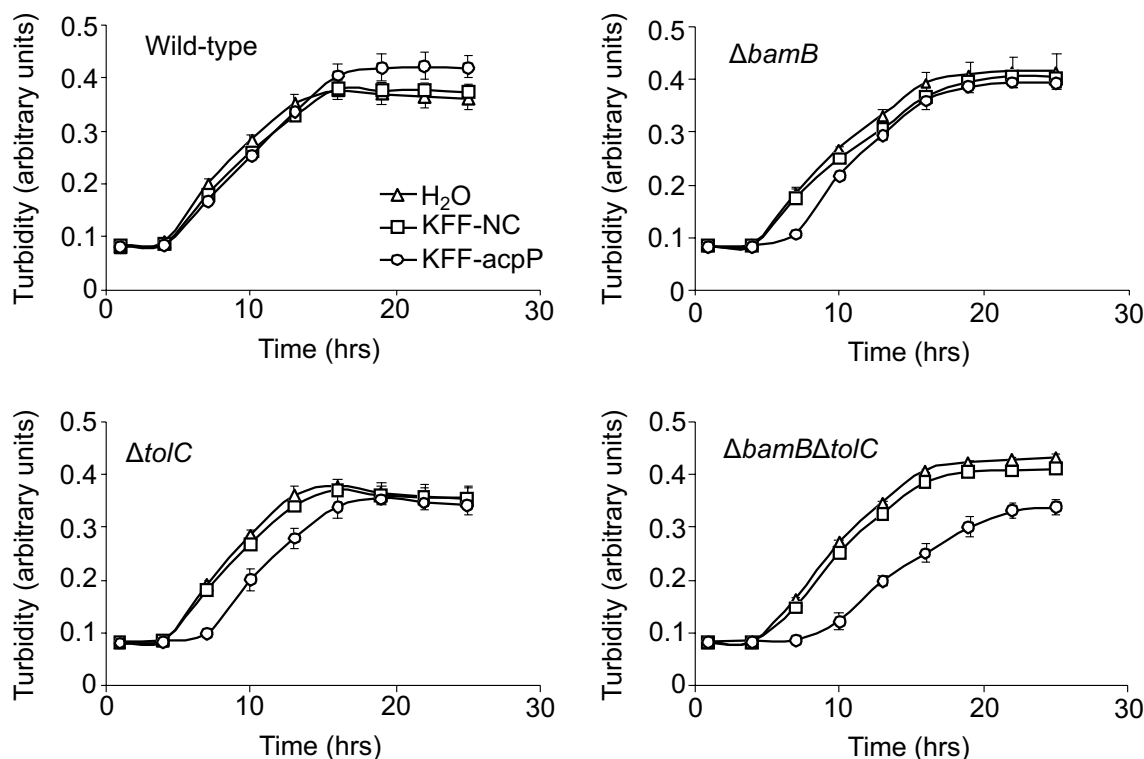 Wild-type
Turbidity (arbitrary units)
0.5
0.4
0.3
0.2
0.1
0
H₂O
KFF-NC
KFF-acpP
0 10 20 30
Time (hrs)
ΔbamB
Turbidity (arbitrary units)
0.5
0.4
0.3
0.2
0.1
0
0 10 20 30
Time (hrs)
ΔtolC
Turbidity (arbitrary units)
0.5
0.4
0.3
0.2
0.1
0
0 10 20 30
Time (hrs)
ΔbamBΔtolC
Turbidity (arbitrary units)
0.5
0.4
0.3
0.2
0.1
0
0 10 20 30
Time (hrs)